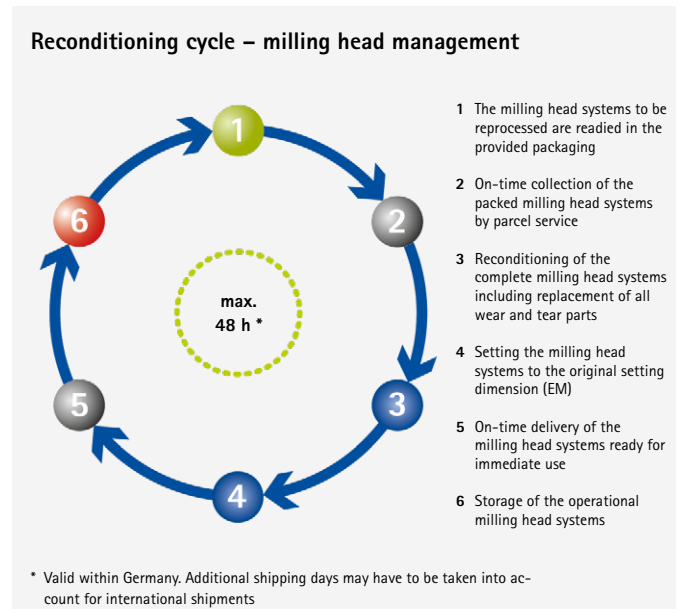 Reconditioning cycle – milling head management
1
2
3
4
5
6
max.
48 h *
1 The milling head systems to be
reprocessed are readied in the
provided packaging
2 On-time collection of the
packed milling head systems
by parcel service
3 Reconditioning of the
complete milling head systems
including replacement of all
wear and tear parts
4 Setting the milling head
systems to the original setting
dimension (EM)
5 On-time delivery of the
milling head systems ready for
immediate use
6 Storage of the operational
milling head systems
* Valid within Germany. Additional shipping days may have to be taken into ac-
count for international shipments